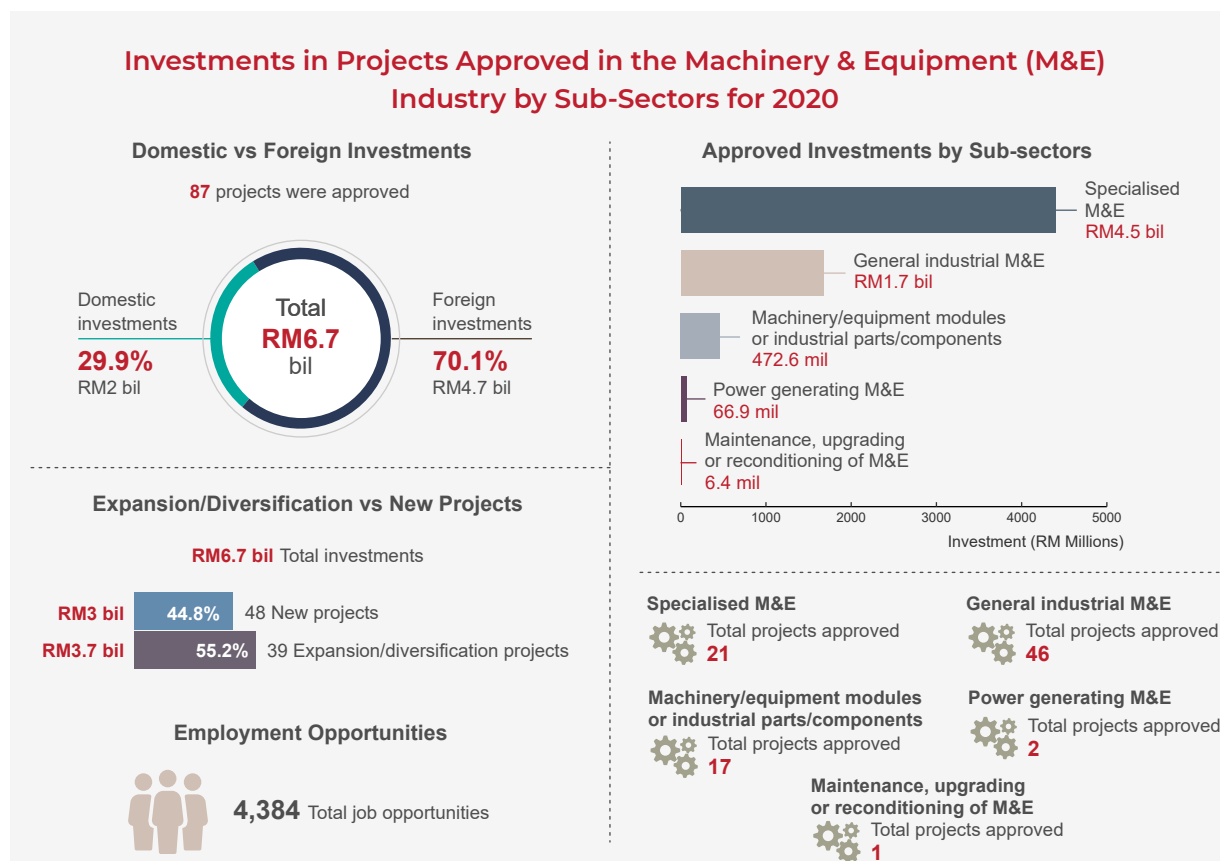 Investments in Projects Approved in the Machinery & Equipment (M&E)
Industry by Sub-Sectors for 2020
Domestic vs Foreign Investments
87 projects were approved
Domestic
investments
29.9%
RM2 bil
Total
RM6.7
bil
Foreign
investments
70.1%
RM4.7 bil
Expansion/Diversification vs New Projects
RM6.7 bil Total investments
RM3 bil 44.8% 48 New projects
RM3.7 bil 55.2% 39 Expansion/diversification projects
Employment Opportunities
4,384 Total job opportunities
Approved Investments by Sub-sectors
Specialised
M&E
RM4.5 bil
General industrial M&E
RM1.7 bil
Machinery/equipment modules
or industrial parts/components
472.6 mil
Power generating M&E
66.9 mil
Maintenance, upgrading
or reconditioning of M&E
6.4 mil
0 1000 2000 3000 4000 5000
Investment (RM Millions)
Specialised M&E
Total projects approved
21
General industrial M&E
Total projects approved
46
Machinery/equipment modules
or industrial parts/components
Total projects approved
17
Power generating M&E
Total projects approved
2
Maintenance, upgrading
or reconditioning of M&E
Total projects approved
1